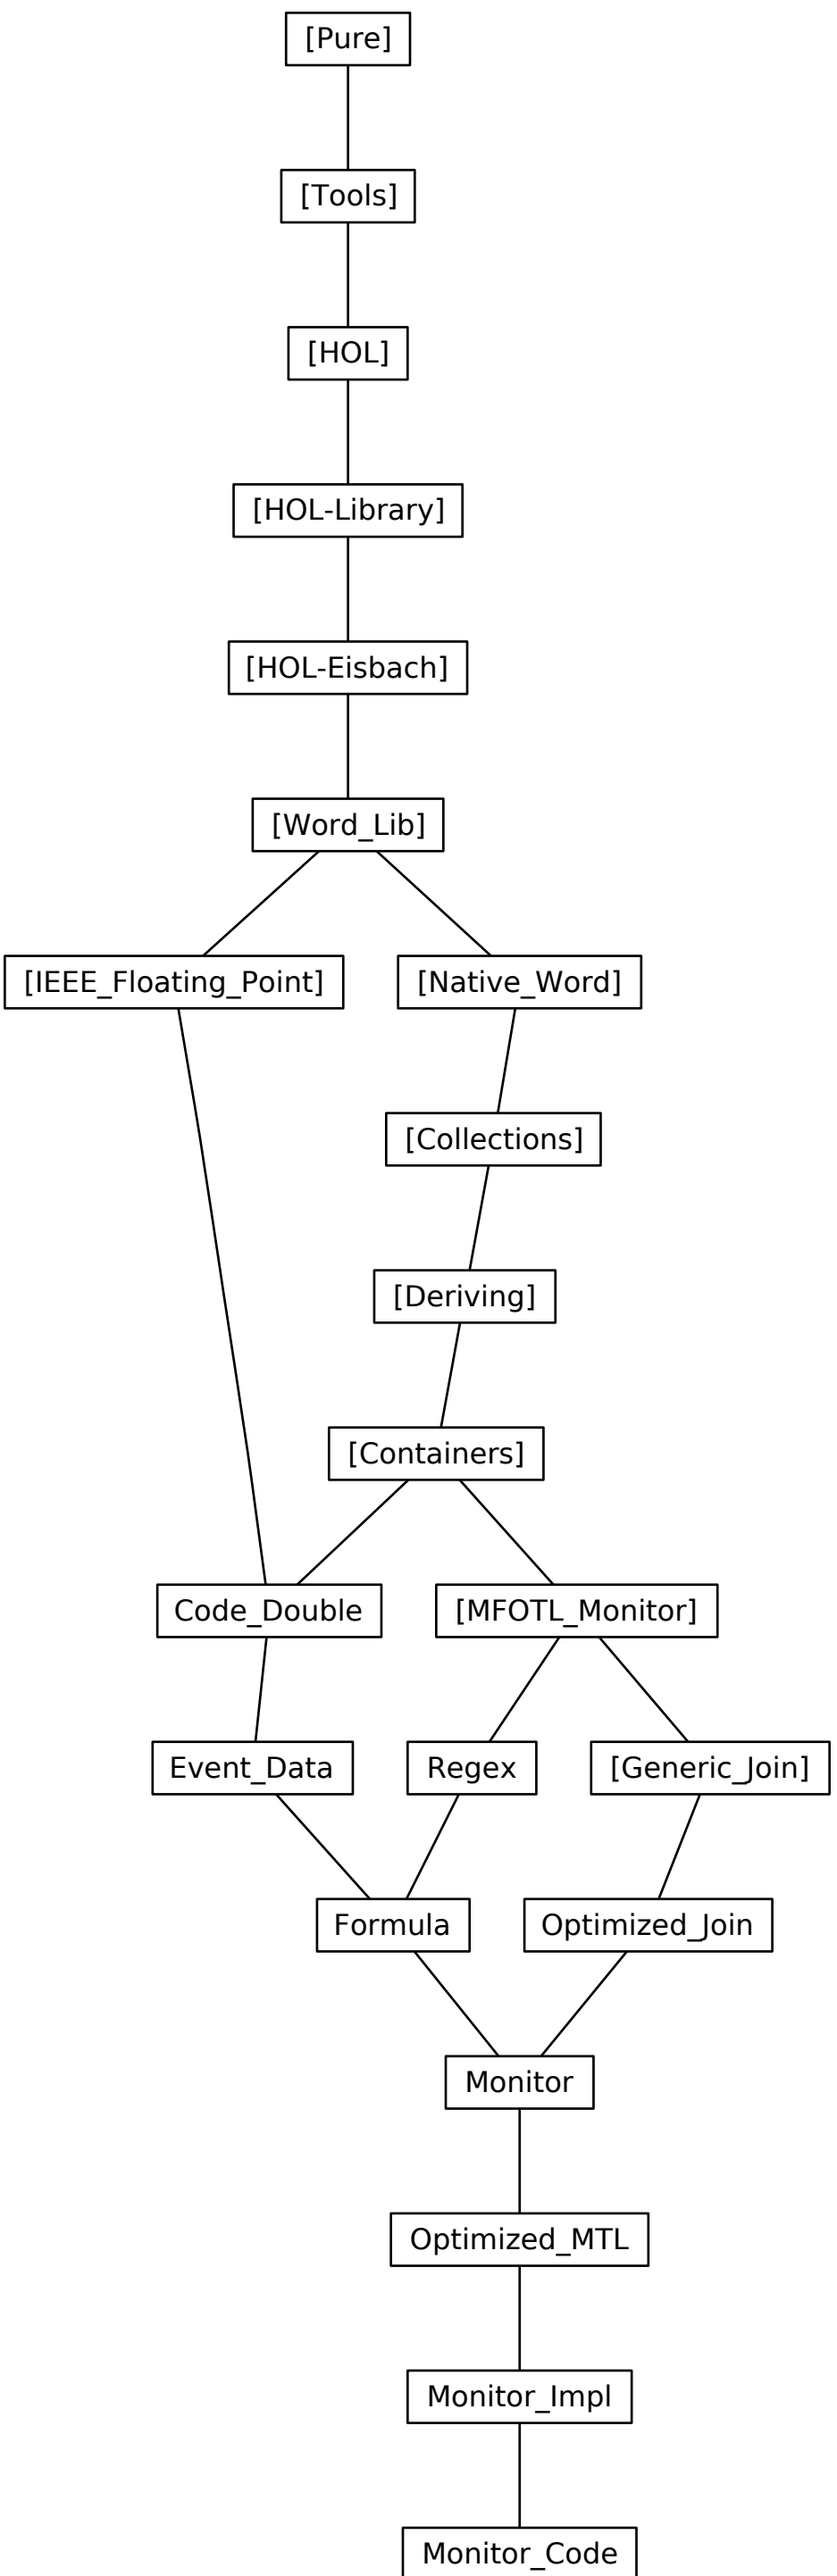 [Pure]
[Tools]
[HOL]
[HOL-Library]
[HOL-Eisbach]
[Word_Lib]
[IEEE_Floating_Point]
[Native_Word]
[Collections]
[Deriving]
[Containers]
Code_Double
[MFOTL_Monitor]
Event_Data
Regex
[Generic_Join]
Formula
Optimized_Join
Monitor
Optimized_MTL
Monitor_Impl
Monitor_Code